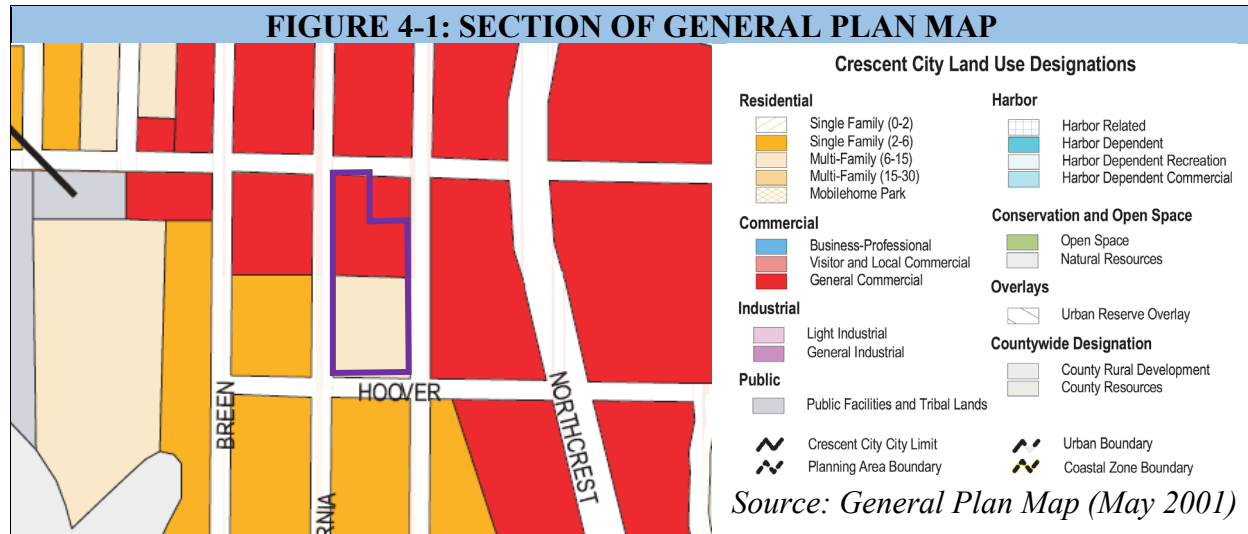 FIGURE 4-1: SECTION OF GENERAL PLAN MAP
BREEN
RNIA
HOOVER
NORTHCREST
Crescent City Land Use Designations
Residential
Single Family (0-2)
Single Family (2-6)
Multi-Family (6-15)
Multi-Family (15-30)
Mobilehome Park
Commercial
Business-Professional
Visitor and Local Commercial
General Commercial
Industrial
Light Industrial
General Industrial
Public
Public Facilities and Tribal Lands
Crescent City City Limit
Planning Area Boundary
Harbor
Harbor Related
Harbor Dependent
Harbor Dependent Recreation
Harbor Dependent Commercial
Conservation and Open Space
Open Space
Natural Resources
Overlays
Urban Reserve Overlay
Countywide Designation
County Rural Development
County Resources
Urban Boundary
Coastal Zone Boundary
Source: General Plan Map (May 2001)